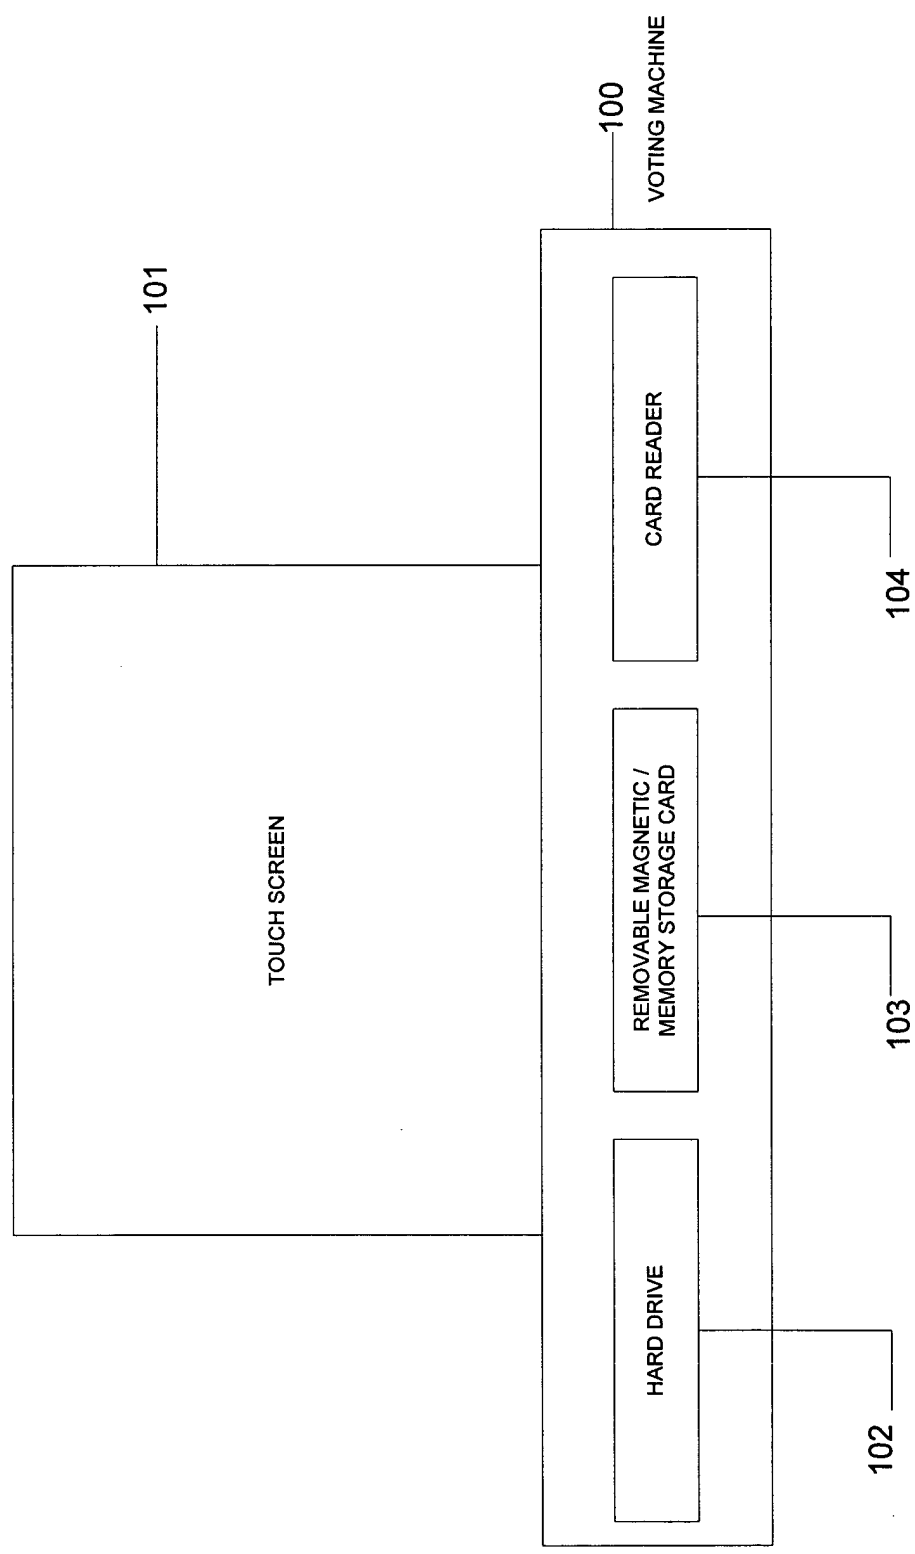 101
100
VOTING MACHINE
TOUCH SCREEN
HARD DRIVE
REMOVABLE MAGNETIC /
MEMORY STORAGE CARD
CARD READER
102
103
104